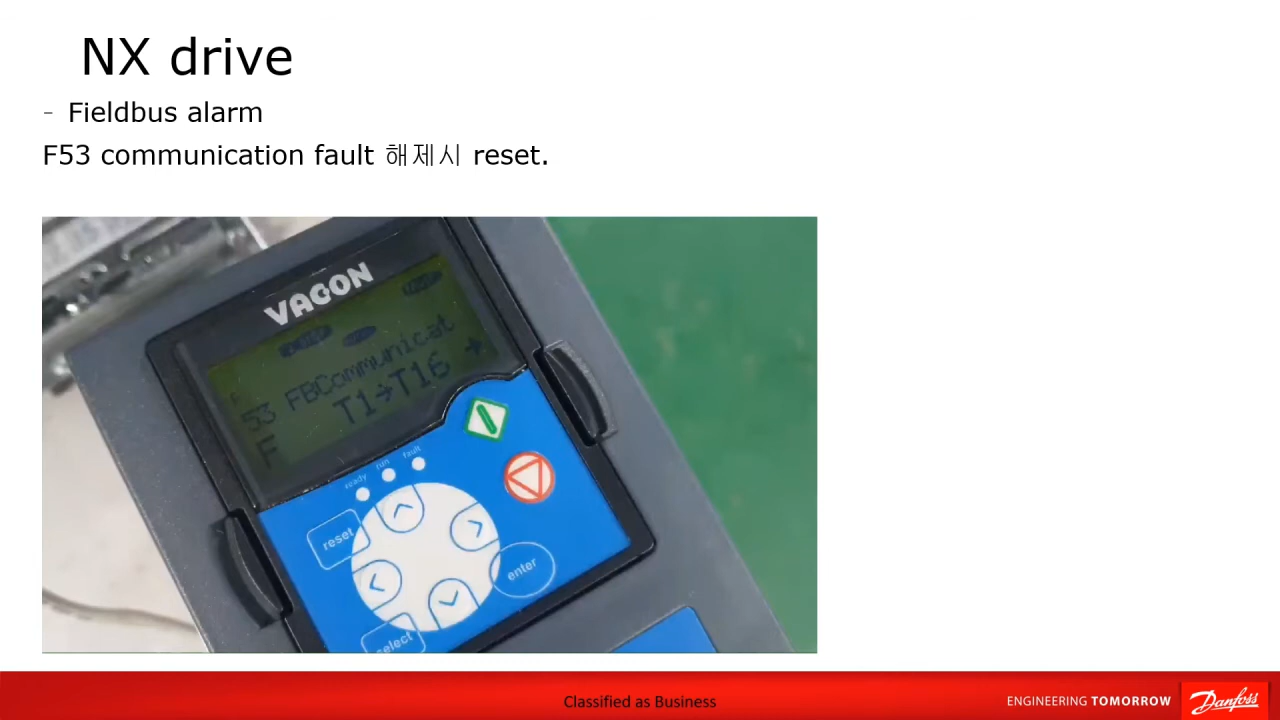 NX drive
- Fieldbus alarm
F53 communication fault 해제시 reset.
VACON
F
53 FBCommunicat
T1→T16
F
ready run fault
reset
enter
select
Classified as Business
ENGINEERING TOMORROW
Danfoss